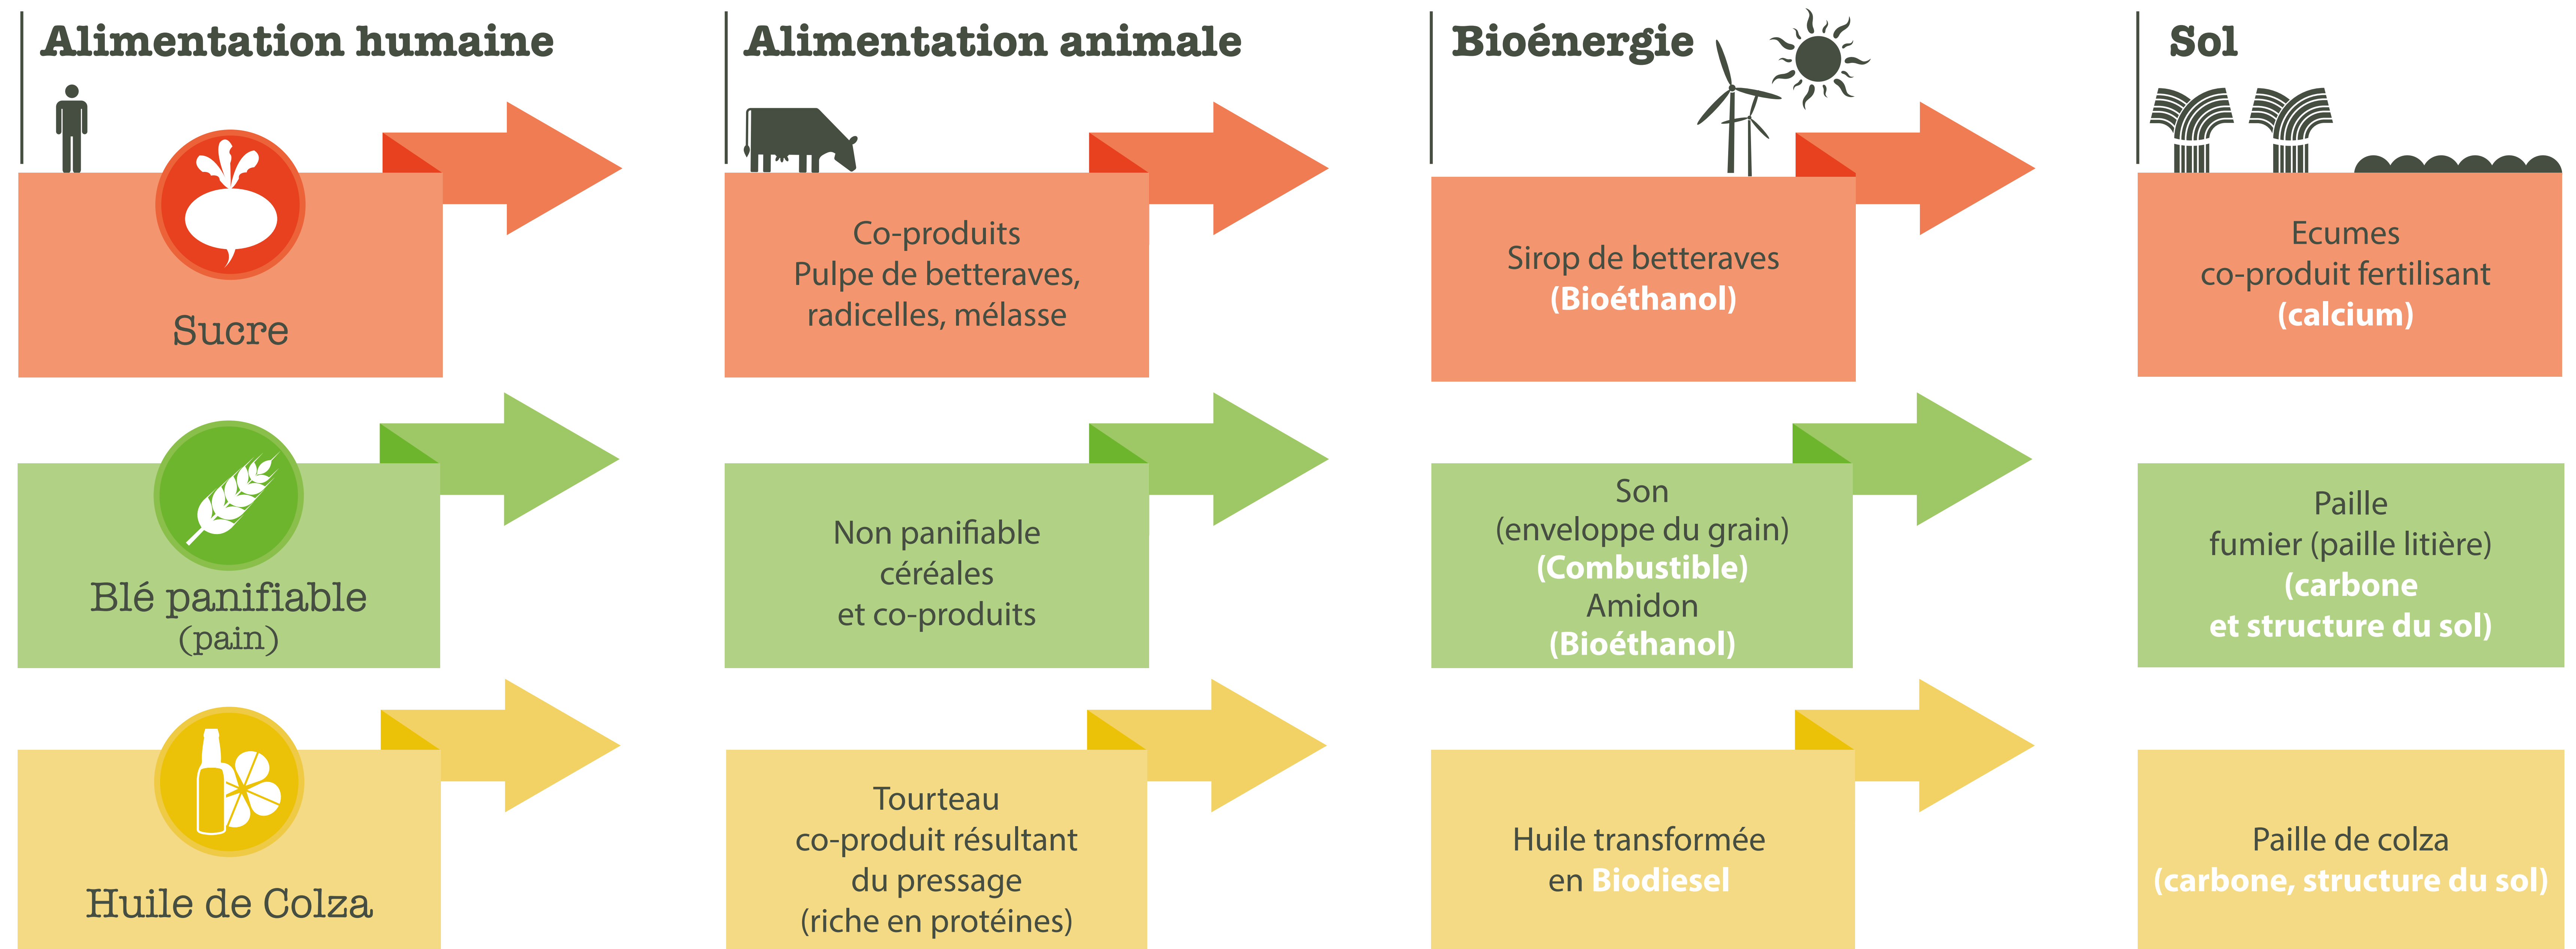 Alimentation humaine
Alimentation animale
Bioénergie
Sol
Sucre
Co-produits
Pulpe de betteraves,
radicelles, mélasse
Sirop de betteraves
(Bioéthanol)
Ecumes
co-produit fertilisant
(calcium)
Blé panifiable
(pain)
Non panifiable
céréales
et co-produits
Son
(enveloppe du grain)
(Combustible)
Amidon
(Bioéthanol)
Paille
fumier (paille litière)
(carbone
et structure du sol)
Huile de Colza
Tourteau
co-produit résultant
du pressage
(riche en protéines)
Huile transformée
en Biodiesel
Paille de colza
(carbone, structure du sol)